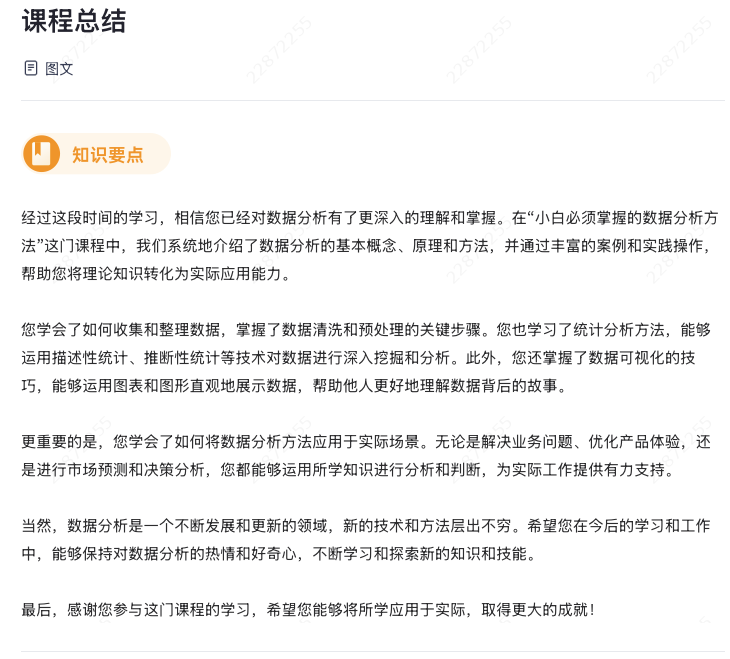 课程总结
图文
知识要点
经过这段时间的学习，相信您已经对数据分析有了更深入的理解和掌握。在“小白必须掌握的数据分析方
法”这门课程中，我们系统地介绍了数据分析的基本概念、原理和方法，并通过丰富的案例和实践操作，
帮助您将理论知识转化为实际应用能力。
您学会了如何收集和整理数据，掌握了数据清洗和预处理的关键步骤。您也学习了统计分析方法，能够
运用描述性统计、推断性统计等技术对数据进行深入挖掘和分析。此外，您还掌握了数据可视化的技
巧，能够运用图表和图形直观地展示数据，帮助他人更好地理解数据背后的故事。
更重要的是，您学会了如何将数据分析方法应用于实际场景。无论是解决业务问题、优化产品体验，还
是进行市场预测和决策分析，您都能够运用所学知识进行分析和判断，为实际工作提供有力支持。
当然，数据分析是一个不断发展和更新的领域，新的技术和方法层出不穷。希望您在今后的学习和工作
中，能够保持对数据分析的热情和好奇心，不断学习和探索新的知识和技能。
最后，感谢您参与这门课程的学习，希望您能够将所学应用于实际，取得更大的成就！
22872255
22872255
22872255
22872255
22872255
22872255
22872255
22872255
22872255